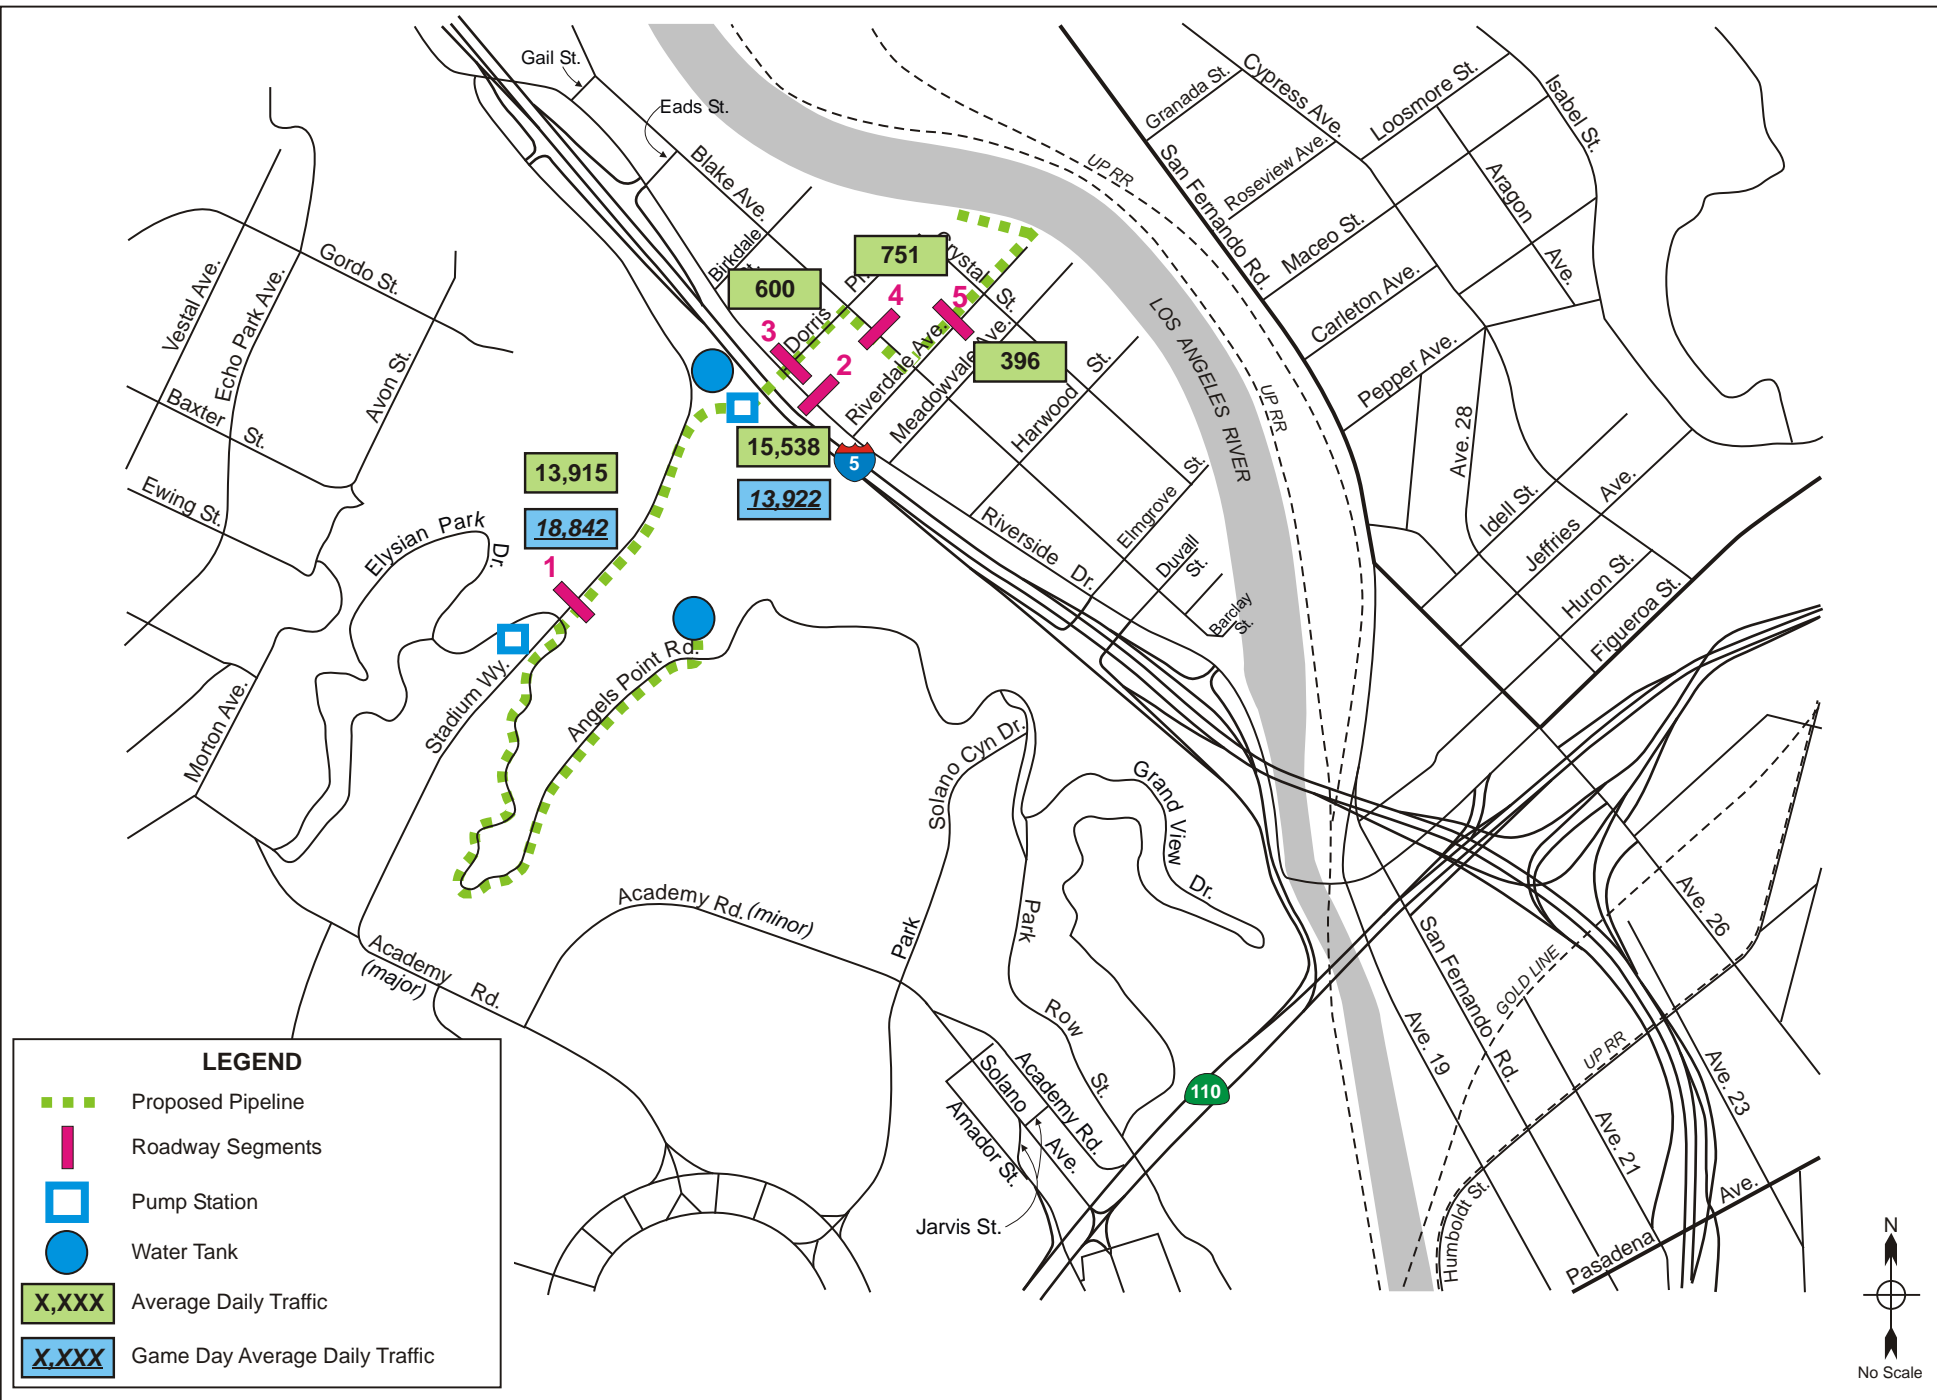 Gail St.
Eads St.
Blake Ave.
Birkdale
St.
Crystal
St.
Dorris
Riverdale Ave.
Meadowvale Ave.
Harwood St.
Riverside Dr.
Elmgrove St.
Duvall
St.
Barclay
St.
600
751
396
3
4
5
2
15,538
13,922
5
13,915
18,842
1
Gordo St.
Vestal Ave.
Echo Park Ave.
Avon St.
Baxter St.
Ewing St.
Elysian Park Dr.
Morton Ave.
Stadium Wy.
Angels Point Rd.
Solano Cyn Dr.
Grand View Dr.
Park
Park Row St.
Academy Rd. (minor)
Academy Rd.
(major)
Solano Ave.
Academy Rd.
Amador St.
Jarvis St.
110
LOS ANGELES RIVER
UP RR
UP RR
UP RR
GOLD LINE
Granada St.
Cypress Ave.
Loosmore St.
Isabel St.
Roseview Ave.
San Fernando Rd.
Aragon Ave.
Maceo St.
Carleton Ave.
Pepper Ave.
Ave. 28
Idell St.
Jeffries Ave.
Huron St.
Figueroa St.
Ave. 26
San Fernando Rd.
Ave. 19
Ave. 21
Ave. 23
Humboldt St.
Pasadena Ave.
LEGEND
Proposed Pipeline
Roadway Segments
Pump Station
Water Tank
X,XXX Average Daily Traffic
X,XXX Game Day Average Daily Traffic
N
No Scale